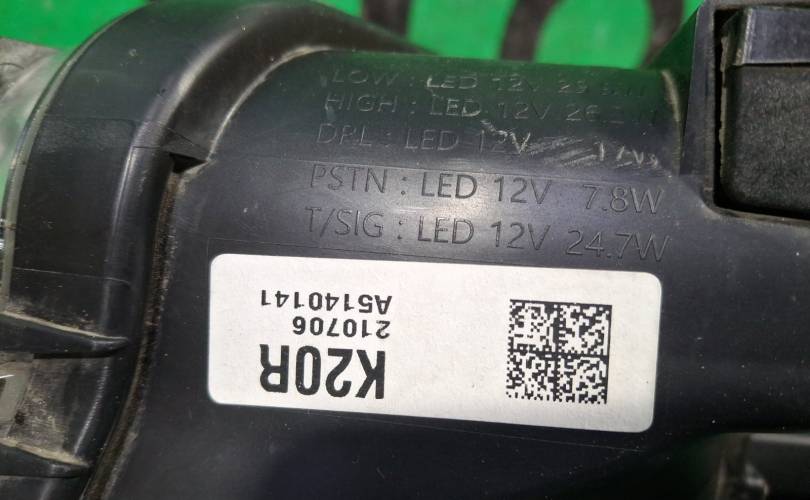 LOW : LED 12V
HIGH : LED 12V
DRL : LED 12V
PSTN : LED 12V 7.8W
T/SIG : LED 12V 24.7W
K20R
210706
A5140141